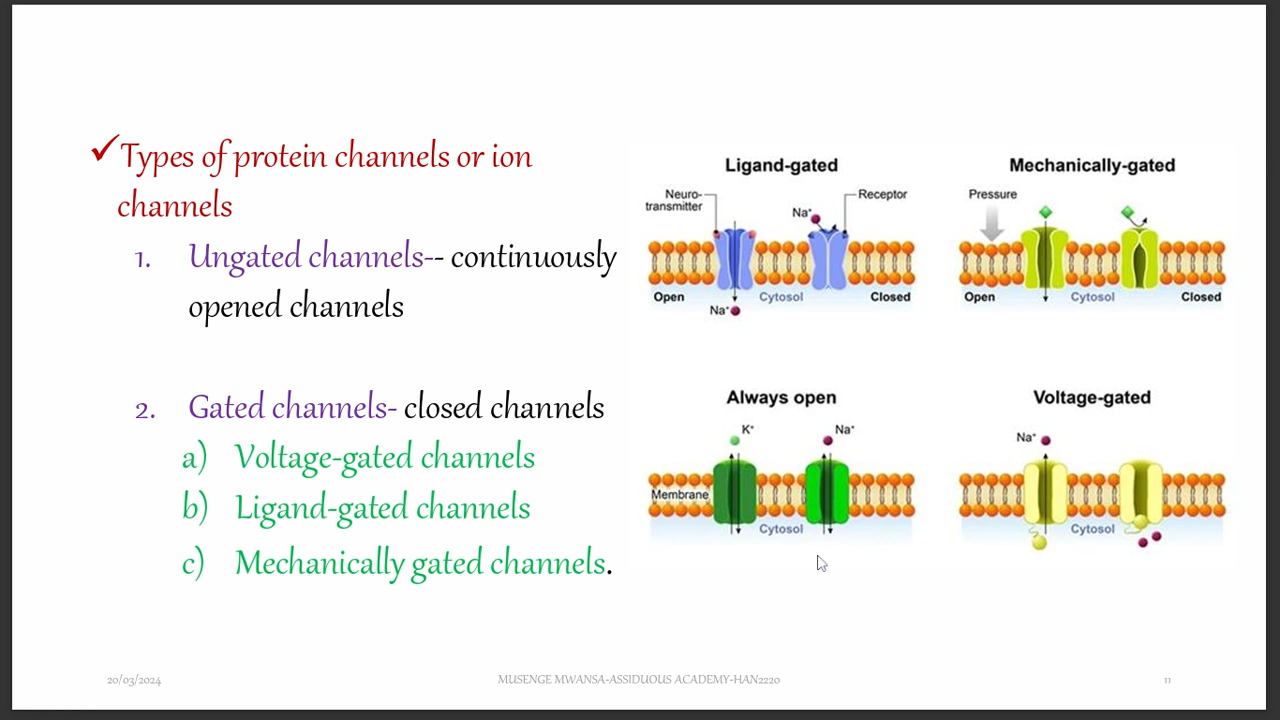 ✓Types of protein channels or ion
channels
1. Ungated channels-- continuously
opened channels
2. Gated channels- closed channels
a) Voltage-gated channels
b) Ligand-gated channels
c) Mechanically gated channels.
Ligand-gated
Neuro-
transmitter
Na⁺
Receptor
Open
Cytosol
Closed
Na⁺
Mechanically-gated
Pressure
Open
Cytosol
Closed
Always open
K⁺
Na⁺
Membrane
Cytosol
Voltage-gated
Na⁺
Cytosol
20/03/2024
MUSENGE MWANSA-ASSIDUOUS ACADEMY-HAN2220
11